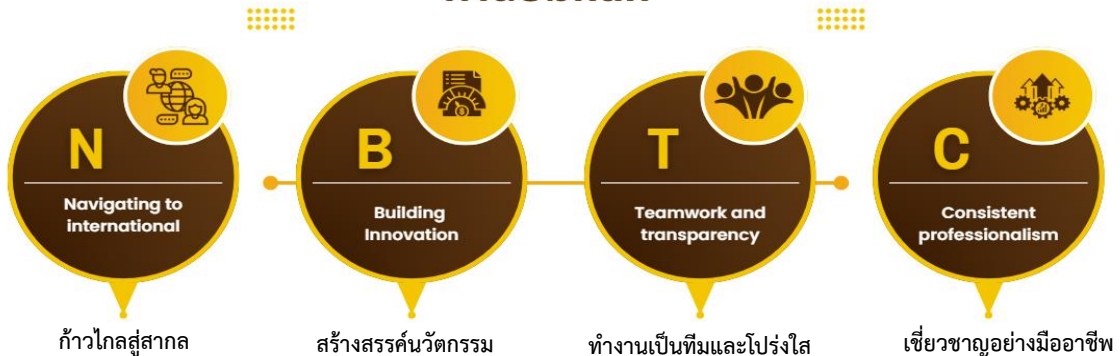 N
Navigating to
international
ก้าวไกลสู่สากล
B
Building
Innovation
สร้างสรรค์นวัตกรรม
T
Teamwork and
transparency
ทำงานเป็นทีมและโปร่งใส
C
Consistent
professionalism
เชี่ยวชาญอย่างมืออาชีพ